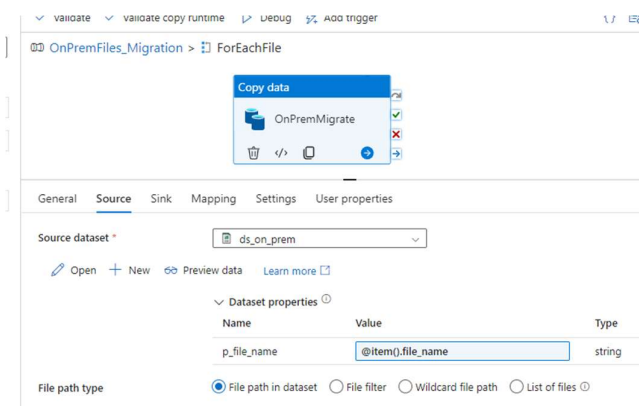 Validate Validate copy runtime Debug Add trigger { }
OnPremFiles_Migration > ForEachFile
Copy data
OnPremMigrate
</>
General Source Sink Mapping Settings User properties
Source dataset * ds_on_prem
Open + New Preview data Learn more
Dataset properties
Name Value Type
p_file_name @item().file_name string
File path type File path in dataset File filter Wildcard file path List of files